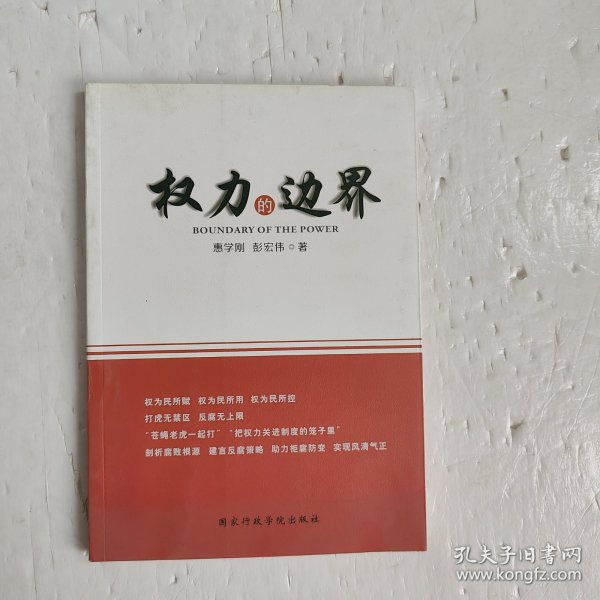 权力的边界
BOUNDARY OF THE POWER
惠学刚 彭宏伟 ○ 著
权为民所赋 权为民所用 权为民所控
打虎无禁区 反腐无上限
“苍蝇老虎一起打” “把权力关进制度的笼子里”
剖析腐败根源 建言反腐策略 助力拒腐防变 实现风清气正
国家行政学院出版社
孔夫子旧书网
www.kongfz.com